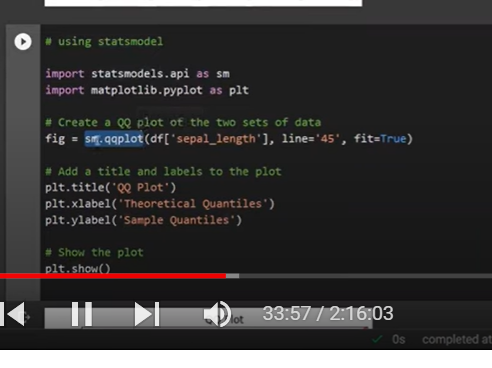 # using statsmodel
import statsmodels.api as sm
import matplotlib.pyplot as plt
# Create a QQ plot of the two sets of data
fig = sm.qqplot(df['sepal_length'], line='45', fit=True)
# Add a title and labels to the plot
plt.title('QQ Plot')
plt.xlabel('Theoretical Quantiles')
plt.ylabel('Sample Quantiles')
# Show the plot
plt.show()
33:57 / 2:16:03
0s completed at